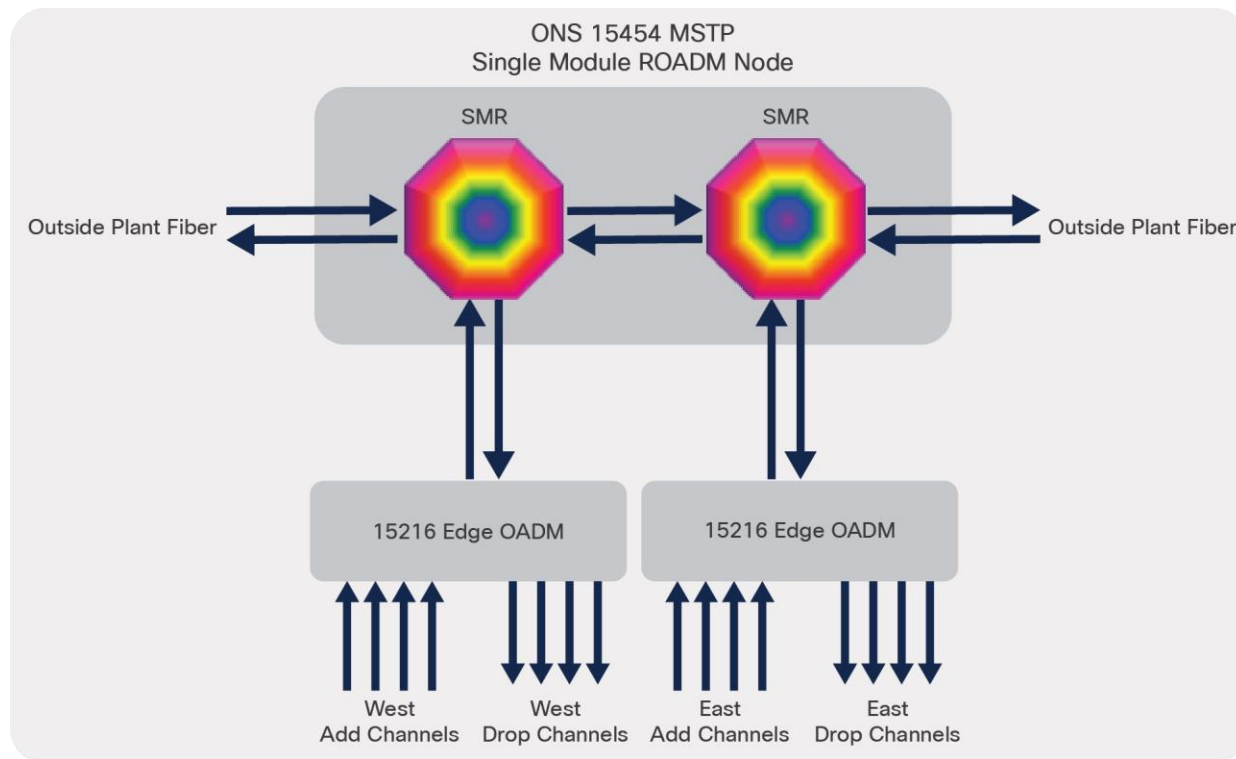 ONS 15454 MSTP
Single Module ROADM Node
SMR
SMR
Outside Plant Fiber
Outside Plant Fiber
15216 Edge OADM
15216 Edge OADM
West
Add Channels
West
Drop Channels
East
Add Channels
East
Drop Channels